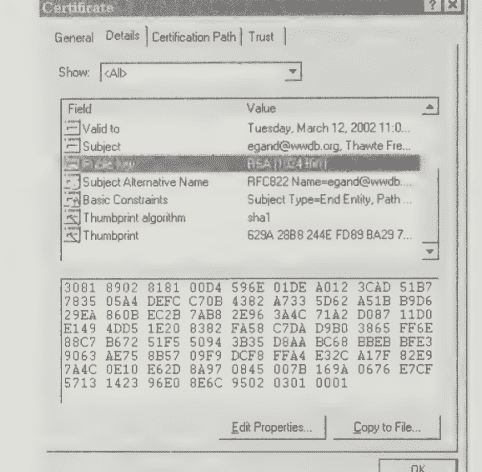 Certificate ? X
General Details Certification Path Trust
Show: <All>
Field Value
Valid to Tuesday, March 12, 2002 11:0...
Subject egand@wwdb.org, Thawte Fre...
Public Key RSA (1024 Bits)
Subject Alternative Name RFC822 Name=egand@wwdb....
Basic Constraints Subject Type=End Entity, Path ...
Thumbprint algorithm sha1
Thumbprint 629A 28B8 244E FD89 BA29 7...
3081 8902 8181 00D4 596E 01DE A012 3CAD 51B7
7835 05A4 DEFC C70B 4382 A733 5D62 A51B B9D6
29EA 860B EC2B 7AB8 2E96 3A4C 71A2 D087 11D0
E149 4DD5 1E20 8382 FA58 C7DA D9B0 3865 FF6E
88C7 B672 51F5 5094 3B35 D8AA BC68 BBEB BFE3
9063 AE75 8B57 09F9 DCF8 FFA4 E32C A17F 82E9
7A4C 0E10 E62D 8A97 0845 007B 169A 0676 E7CF
5713 1423 96E0 8E6C 9502 0301 0001
Edit Properties... Copy to File...
OK